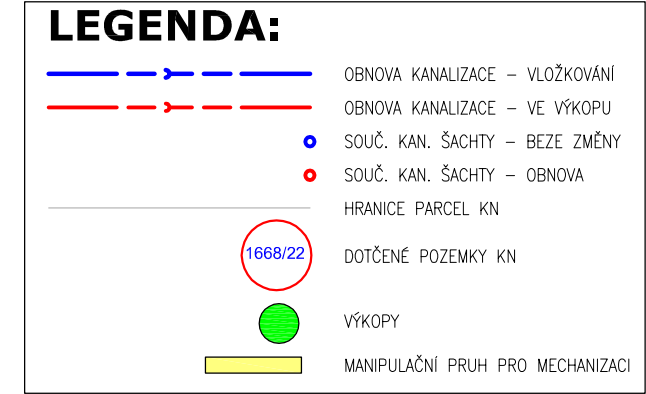 LEGENDA:
OBNOVA KANALIZACE – VLOŽKOVÁNÍ
OBNOVA KANALIZACE – VE VÝKOPU
SOUČ. KAN. ŠACHTY – BEZE ZMĚNY
SOUČ. KAN. ŠACHTY – OBNOVA
HRANICE PARCEL KN
1668/22 DOTČENÉ POZEMKY KN
VÝKOPY
MANIPULAČNÍ PRUH PRO MECHANIZACI